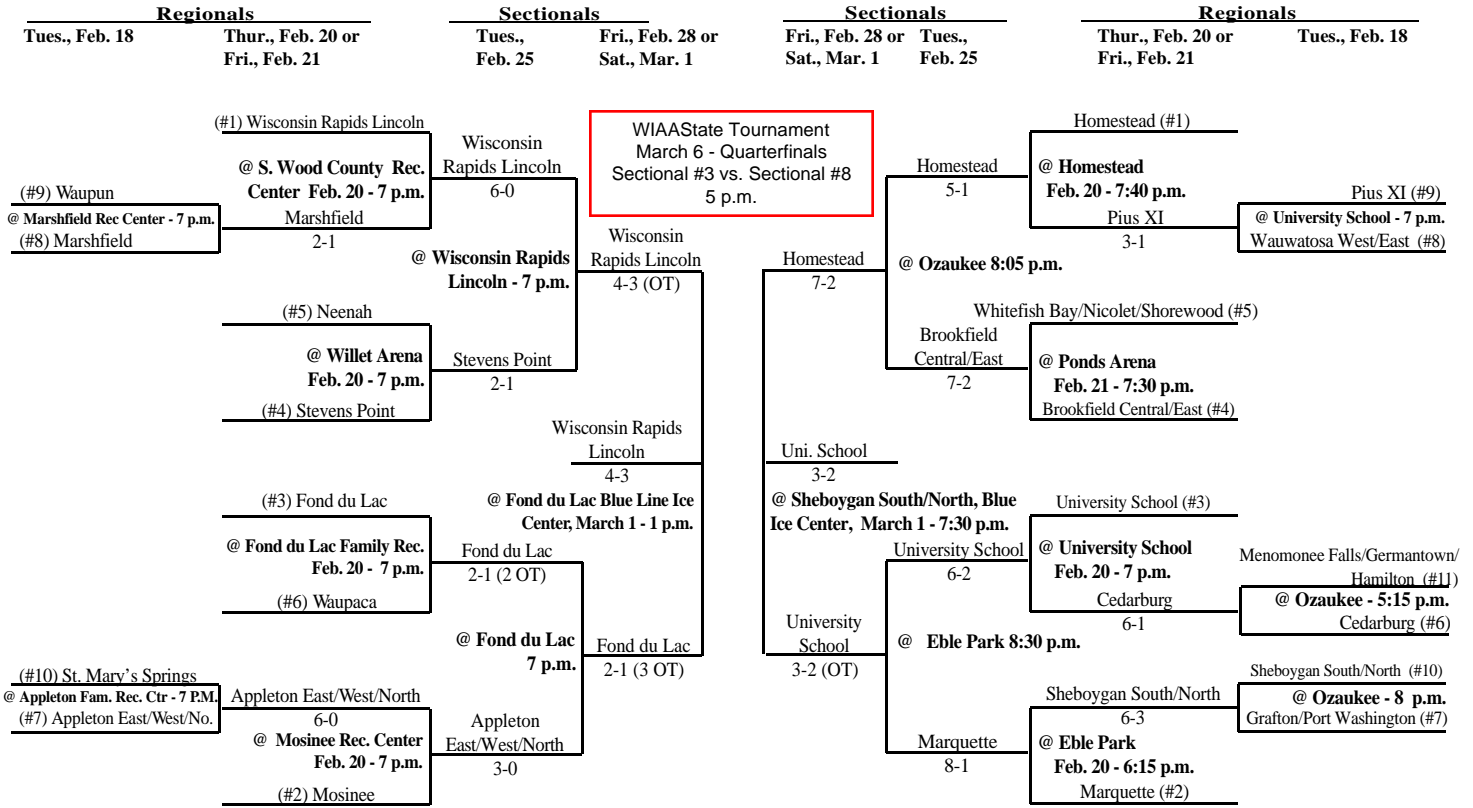 Regionals
Sectionals
Sectionals
Regionals
Tues., Feb. 18
Thur., Feb. 20 or
Fri., Feb. 21
Tues.,
Feb. 25
Fri., Feb. 28 or
Sat., Mar. 1
Fri., Feb. 28 or
Sat., Mar. 1
Tues.,
Feb. 25
Thur., Feb. 20 or
Fri., Feb. 21
Tues., Feb. 18
(#9) Waupun
@ Marshfield Rec Center - 7 p.m.
(#8) Marshfield
(#10) St. Mary's Springs
@ Appleton Fam. Rec. Ctr - 7 P.M.
(#7) Appleton East/West/No.
(#1) Wisconsin Rapids Lincoln
@ S. Wood County Rec.
Center Feb. 20 - 7 p.m.
Marshfield
2-1
(#5) Neenah
@ Willet Arena
Feb. 20 - 7 p.m.
(#4) Stevens Point
(#3) Fond du Lac
@ Fond du Lac Family Rec.
Feb. 20 - 7 p.m.
(#6) Waupaca
Appleton East/West/North
6-0
@ Mosinee Rec. Center
Feb. 20 - 7 p.m.
(#2) Mosinee
Wisconsin
Rapids Lincoln
6-0
@ Wisconsin Rapids
Lincoln - 7 p.m.
Stevens Point
2-1
Fond du Lac
2-1 (2 OT)
@ Fond du Lac
7 p.m.
Appleton
East/West/North
3-0
Wisconsin
Rapids Lincoln
4-3 (OT)
Wisconsin Rapids
Lincoln
4-3
@ Fond du Lac Blue Line Ice
Center, March 1 - 1 p.m.
Fond du Lac
2-1 (3 OT)
WIAAState Tournament
March 6 - Quarterfinals
Sectional #3 vs. Sectional #8
5 p.m.
Homestead
7-2
Uni. School
3-2
@ Sheboygan South/North, Blue
Ice Center, March 1 - 7:30 p.m.
University
School
3-2 (OT)
Homestead
5-1
@ Ozaukee 8:05 p.m.
Brookfield
Central/East
7-2
University School
6-2
@ Eble Park 8:30 p.m.
Marquette
8-1
Homestead (#1)
@ Homestead
Feb. 20 - 7:40 p.m.
Pius XI
3-1
Whitefish Bay/Nicolet/Shorewood (#5)
@ Ponds Arena
Feb. 21 - 7:30 p.m.
Brookfield Central/East (#4)
University School (#3)
@ University School
Feb. 20 - 7 p.m.
Cedarburg
6-1
Sheboygan South/North
6-3
@ Eble Park
Feb. 20 - 6:15 p.m.
Marquette (#2)
Pius XI (#9)
@ University School - 7 p.m.
Wauwatosa West/East (#8)
Menomonee Falls/Germantown/
Hamilton (#11)
@ Ozaukee - 5:15 p.m.
Cedarburg (#6)
Sheboygan South/North (#10)
@ Ozaukee - 8 p.m.
Grafton/Port Washington (#7)